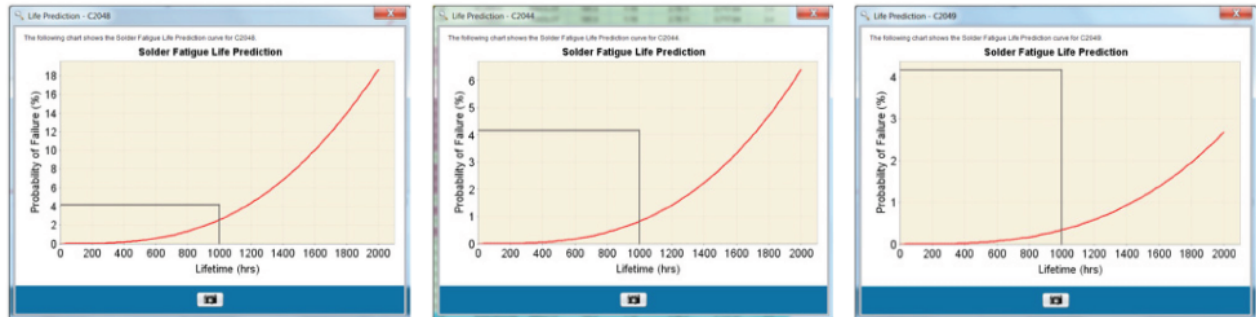 Life Prediction - C2048
X
The following chart shows the Solder Fatigue Life Prediction curve for C2048.
Solder Fatigue Life Prediction
Probability of Failure (%)
18
16
14
12
10
8
6
4
2
0
0 200 400 600 800 1000 1200 1400 1600 1800 2000
Lifetime (hrs)
Life Prediction - C2044
X
The following chart shows the Solder Fatigue Life Prediction curve for C2044.
Solder Fatigue Life Prediction
Probability of Failure (%)
6
5
4
3
2
1
0
0 200 400 600 800 1000 1200 1400 1600 1800 2000
Lifetime (hrs)
Life Prediction - C2049
X
The following chart shows the Solder Fatigue Life Prediction curve for C2049.
Solder Fatigue Life Prediction
Probability of Failure (%)
4
3
2
1
0
0 200 400 600 800 1000 1200 1400 1600 1800 2000
Lifetime (hrs)